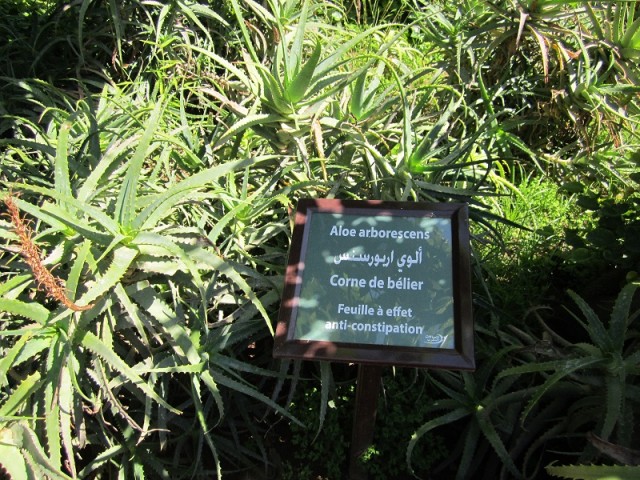 Aloe arborescens
ألوي اربورسنس
Corne de bélier
Feuille à effet
anti-constipation